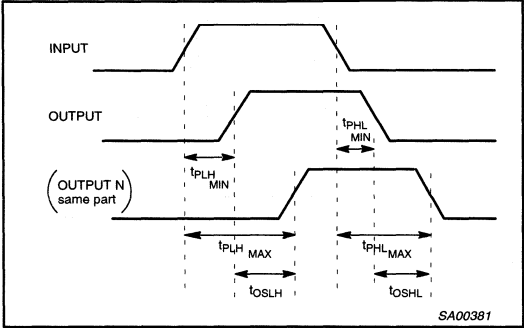 INPUT
OUTPUT
tPHL
MIN
tPLH
MIN
(OUTPUT N
same part)
tPLH MAX
tPHL MAX
tOSLH
tOSHL
SA00381